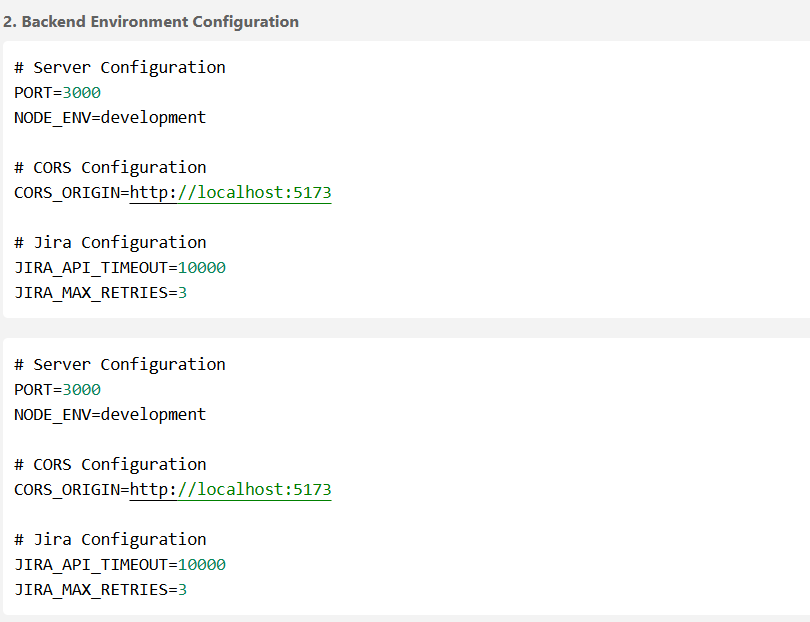 2. Backend Environment Configuration
# Server Configuration
PORT=3000
NODE_ENV=development
# CORS Configuration
CORS_ORIGIN=http://localhost:5173
# Jira Configuration
JIRA_API_TIMEOUT=10000
JIRA_MAX_RETRIES=3
# Server Configuration
PORT=3000
NODE_ENV=development
# CORS Configuration
CORS_ORIGIN=http://localhost:5173
# Jira Configuration
JIRA_API_TIMEOUT=10000
JIRA_MAX_RETRIES=3